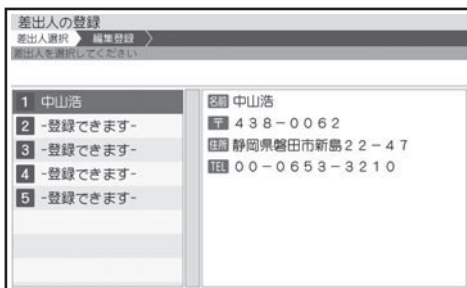 差出人の登録
差出人選択 編集登録
差出人を選択してください
1 中山浩
2 -登録できます-
3 -登録できます-
4 -登録できます-
5 -登録できます-
名前 中山浩
〒 438-0062
住所 静岡県磐田市新島22-47
TEL 00-0653-3210